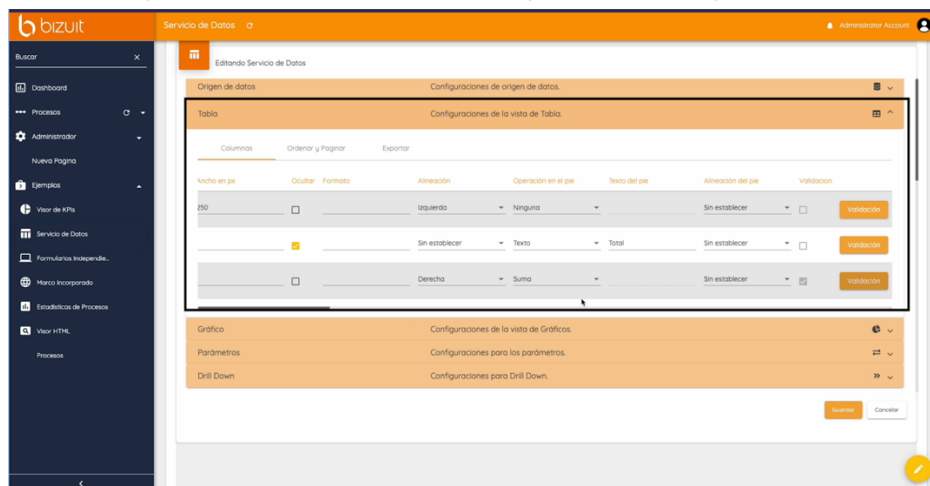 bizuit
Servicio de Datos
Administrator Account
Buscar
Editando Servicio de Datos
Dashboard
Origen de datos
Configuraciones de origen de datos.
Procesos
Tabla
Configuraciones de la vista de Tabla.
Administrador
Columnas
Ordenar y Paginar
Exportar
Nueva Pagina
Ancho en px
Ocultar
Formato
Alineación
Operación en el pie
Texto del pie
Alineación del pie
Validacion
Ejemplos
Visor de KPIs
250
Izquierda
Ninguna
Sin establecer
Validación
Servicio de Datos
Sin establecer
Texto
Total
Sin establecer
Validación
Formularios Independie...
Marco Incorporado
Derecha
Suma
Sin establecer
Validación
Estadísticas de Procesos
Visor HTML
Gráfico
Configuraciones de la vista de Gráficos.
Procesos
Parámetros
Configuraciones para los parámetros.
Drill Down
Configuraciones para Drill Down.
Guardar
Cancelar